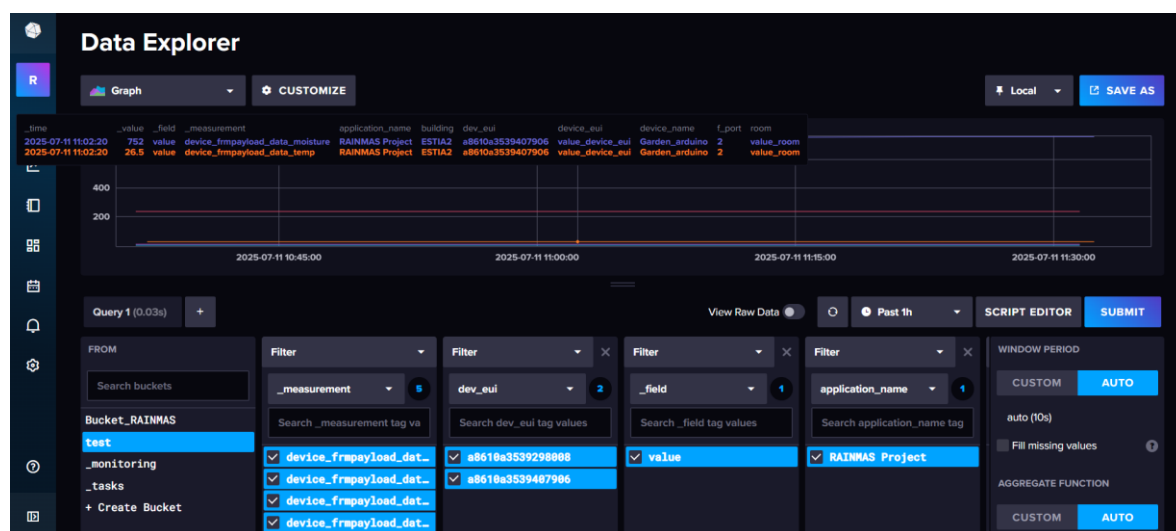 Data Explorer
R
Graph
CUSTOMIZE
Local
SAVE AS
_time _value _field _measurement application_name building dev_eui device_eui device_name f_port room
2025-07-11 11:02:20 752 value device_frmpayload_data_moisture RAINMAS Project ESTIA2 a8610a3539407906 value_device_eui Garden_arduino 2 value_room
2025-07-11 11:02:20 26.5 value device_frmpayload_data_temp RAINMAS Project ESTIA2 a8610a3539407906 value_device_eui Garden_arduino 2 value_room
400
200
2025-07-11 10:45:00 2025-07-11 11:00:00 2025-07-11 11:15:00 2025-07-11 11:30:00
Query 1 (0.03s) +
View Raw Data
Past 1h
SCRIPT EDITOR
SUBMIT
FROM
Search buckets
Bucket_RAINMAS
test
_monitoring
_tasks
+ Create Bucket
Filter
_measurement 5
Search _measurement tag va
device_frmpayload_dat…
device_frmpayload_dat…
device_frmpayload_dat…
device_frmpayload_dat…
Filter
dev_eui 2
Search dev_eui tag values
a8610a3539298008
a8610a3539407906
Filter
_field 1
Search _field tag values
value
Filter
application_name 1
Search application_name tag
RAINMAS Project
WINDOW PERIOD
CUSTOM AUTO
auto (10s)
Fill missing values ?
AGGREGATE FUNCTION
CUSTOM AUTO